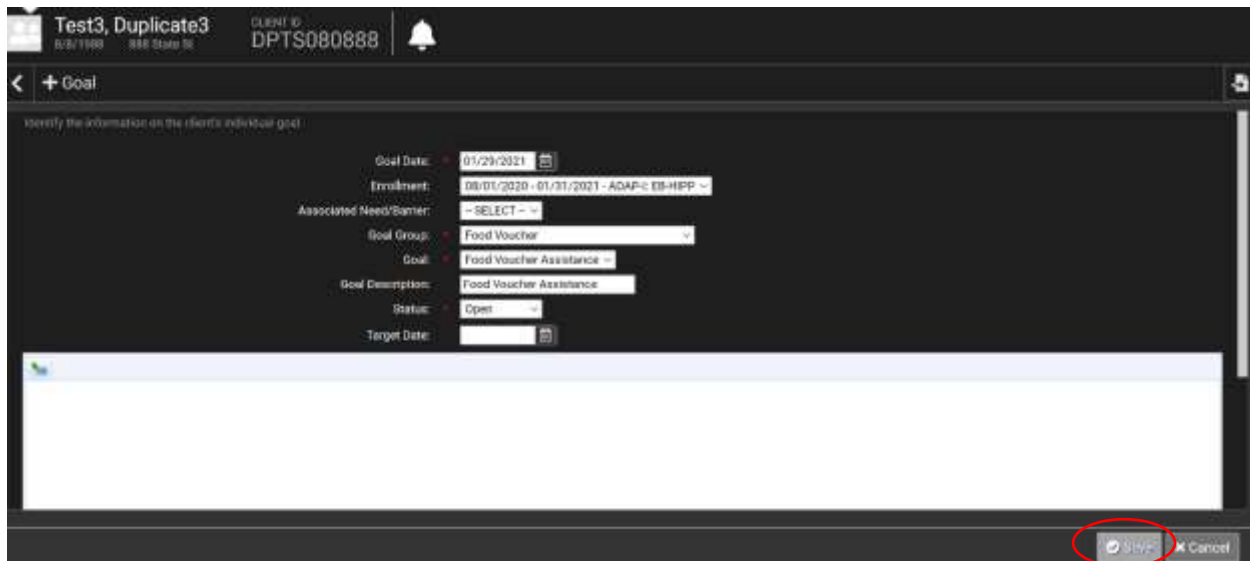 Test3, Duplicate3
CLIENT ID
8/8/1988 888 State St
DPTS080888
+ Goal
Identify the information on the client's individual goal
Goal Date: * 01/29/2021
Enrollment: 08/01/2020 - 01/31/2021 - ADAP-I: EB-HIPP
Associated Need/Barrier: -- SELECT --
Goal Group: * Food Voucher
Goal: * Food Voucher Assistance
Goal Description: Food Voucher Assistance
Status: * Open
Target Date:
Save × Cancel